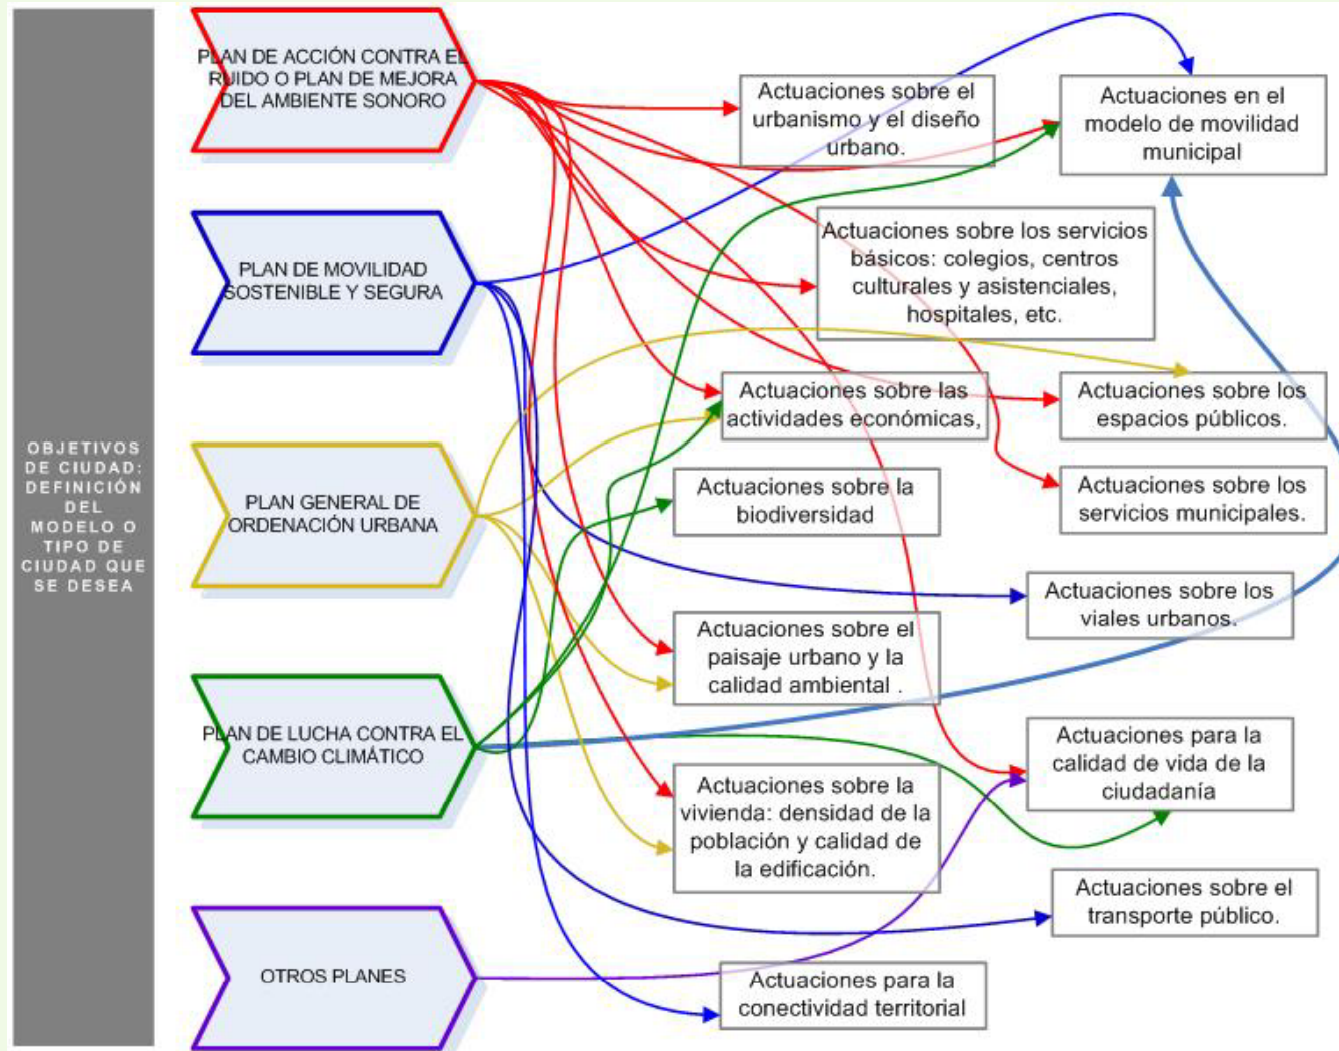 OBJETIVOS
DE CIUDAD:
DEFINICIÓN
DEL
MODELO O
TIPO DE
CIUDAD QUE
SE DESEA
PLAN DE ACCIÓN CONTRA EL
RUIDO O PLAN DE MEJORA
DEL AMBIENTE SONORO
PLAN DE MOVILIDAD
SOSTENIBLE Y SEGURA
PLAN GENERAL DE
ORDENACIÓN URBANA
PLAN DE LUCHA CONTRA EL
CAMBIO CLIMÁTICO
OTROS PLANES
Actuaciones sobre el
urbanismo y el diseño
urbano.
Actuaciones en el
modelo de movilidad
municipal
Actuaciones sobre los servicios
básicos: colegios, centros
culturales y asistenciales,
hospitales, etc.
Actuaciones sobre las
actividades económicas,
Actuaciones sobre los
espacios públicos.
Actuaciones sobre la
biodiversidad
Actuaciones sobre los
servicios municipales.
Actuaciones sobre los
viales urbanos.
Actuaciones sobre el
paisaje urbano y la
calidad ambiental .
Actuaciones para la
calidad de vida de la
ciudadanía
Actuaciones sobre la
vivienda: densidad de la
población y calidad de
la edificación.
Actuaciones sobre el
transporte público.
Actuaciones para la
conectividad territorial